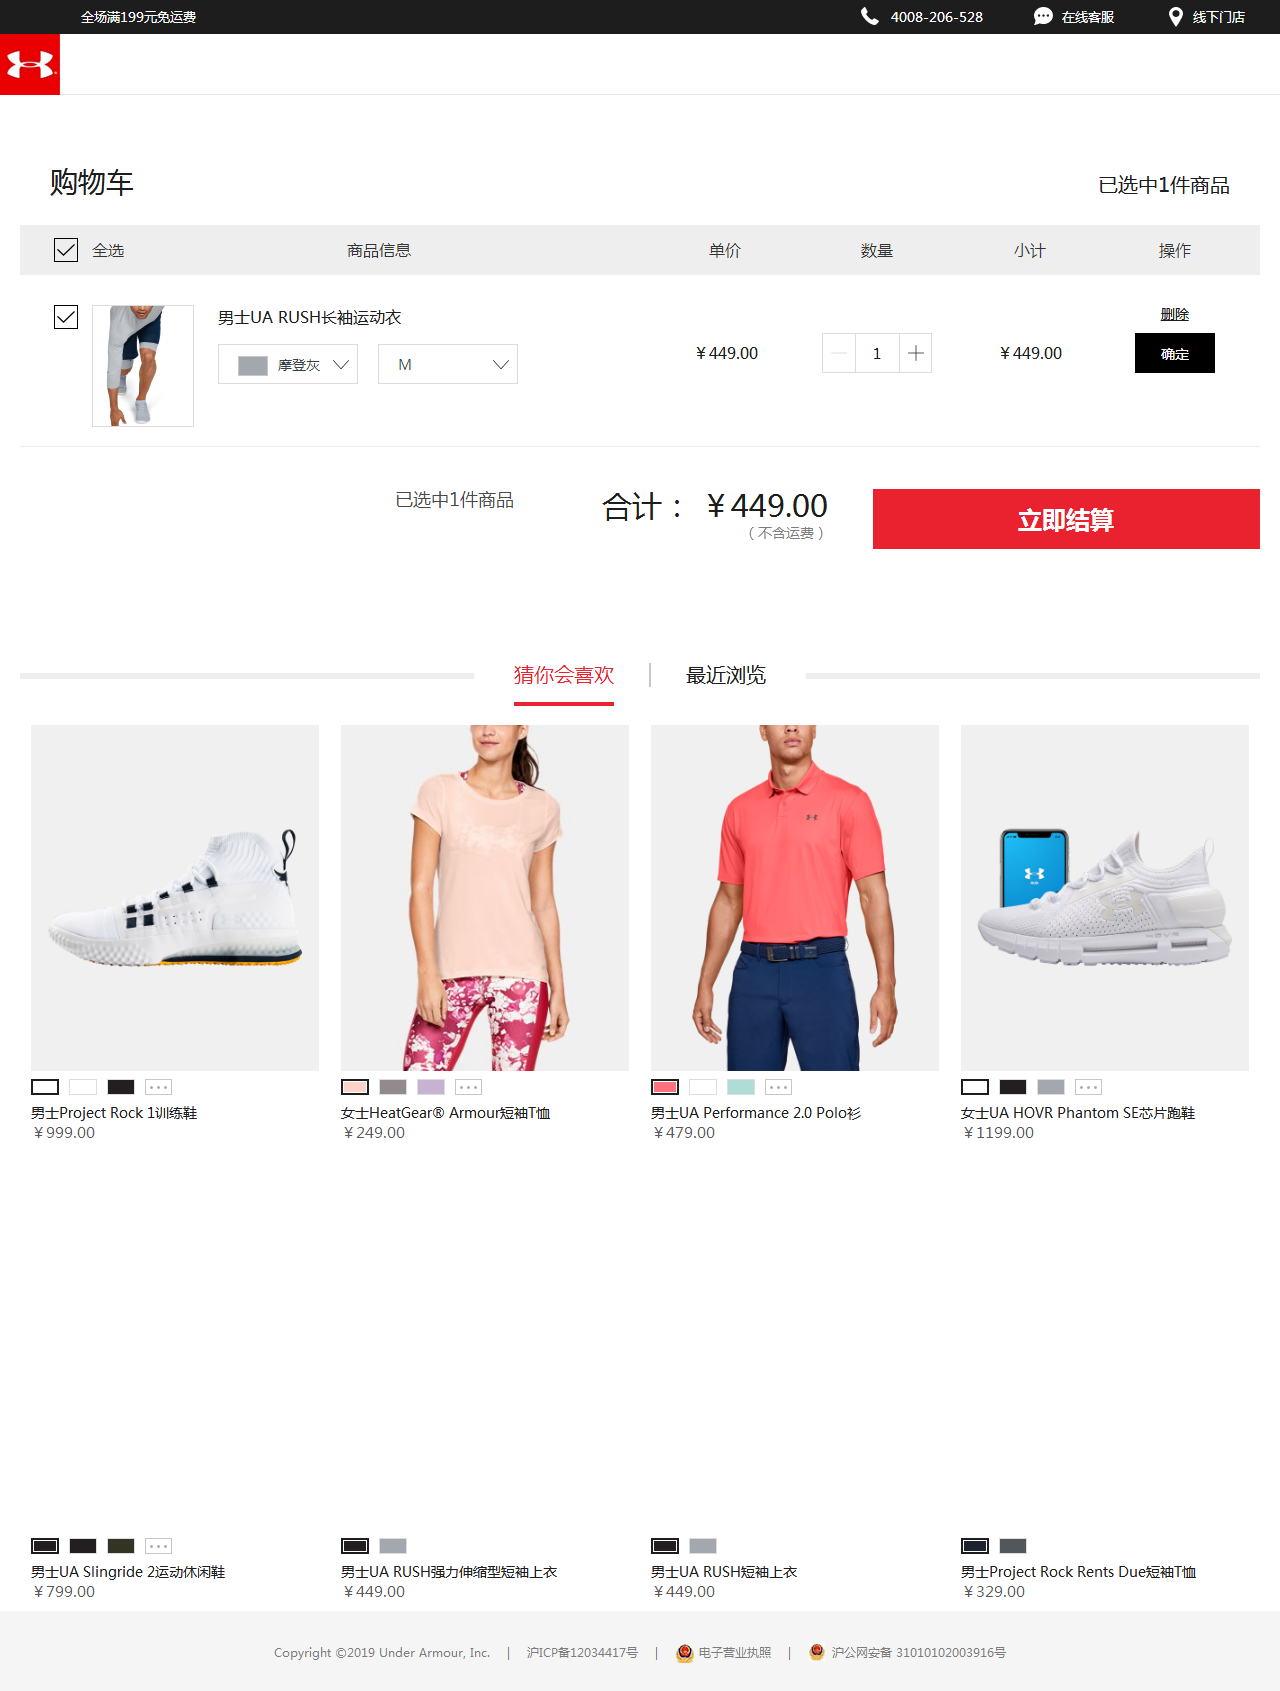 全场满199元免运费 4008-206-528 在线客服 线下门店
购物车 已选中1件商品
全选 商品信息 单价 数量 小计 操作
男士UA RUSH长袖运动衣 删除
摩登灰 M ¥449.00 1 ¥449.00 确定
已选中1件商品 合计： ¥449.00 立即结算
（不含运费）
猜你会喜欢 最近浏览
男士Project Rock 1训练鞋 女士HeatGear® Armour短袖T恤 男士UA Performance 2.0 Polo衫 女士UA HOVR Phantom SE芯片跑鞋
¥999.00 ¥249.00 ¥479.00 ¥1199.00
男士UA Slingride 2运动休闲鞋 男士UA RUSH强力伸缩型短袖上衣 男士UA RUSH短袖上衣 男士Project Rock Rents Due短袖T恤
¥799.00 ¥449.00 ¥449.00 ¥329.00
Copyright ©2019 Under Armour, Inc. | 沪ICP备12034417号 | 电子营业执照 | 沪公网安备 31010102003916号